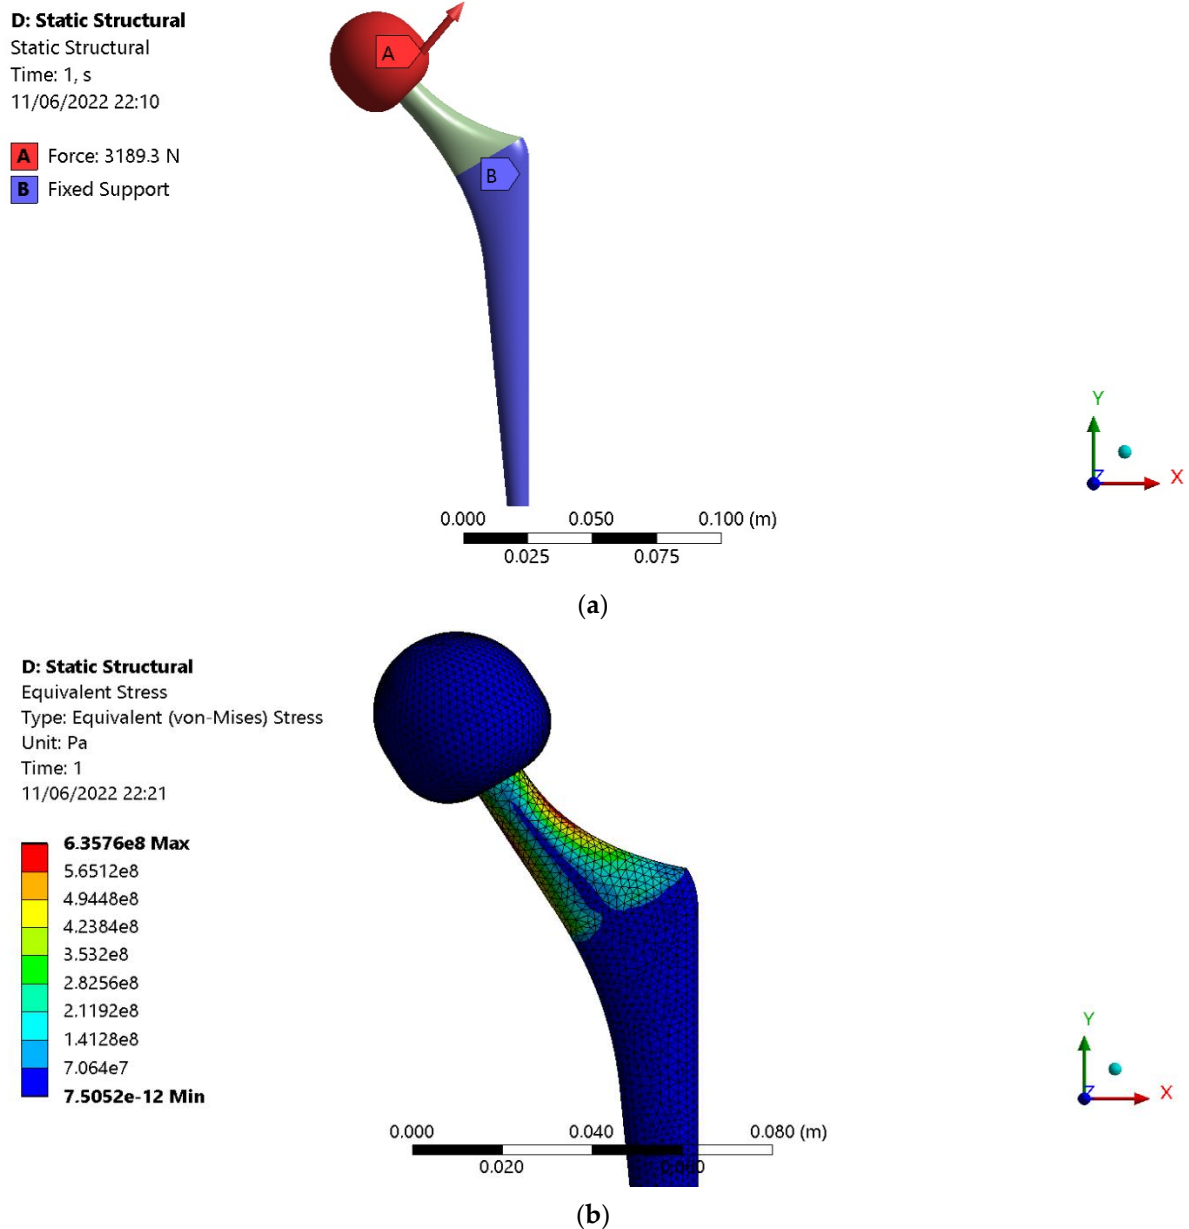 D: Static Structural
Static Structural
Time: 1, s
11/06/2022 22:10
A Force: 3189.3 N
B Fixed Support
A
B
Y
Z X
0.000 0.050 0.100 (m)
0.025 0.075
(a)
D: Static Structural
Equivalent Stress
Type: Equivalent (von-Mises) Stress
Unit: Pa
Time: 1
11/06/2022 22:21
6.3576e8 Max
5.6512e8
4.9448e8
4.2384e8
3.532e8
2.8256e8
2.1192e8
1.4128e8
7.064e7
7.5052e-12 Min
Y
Z X
0.000 0.040 0.080 (m)
0.020 0.060
(b)